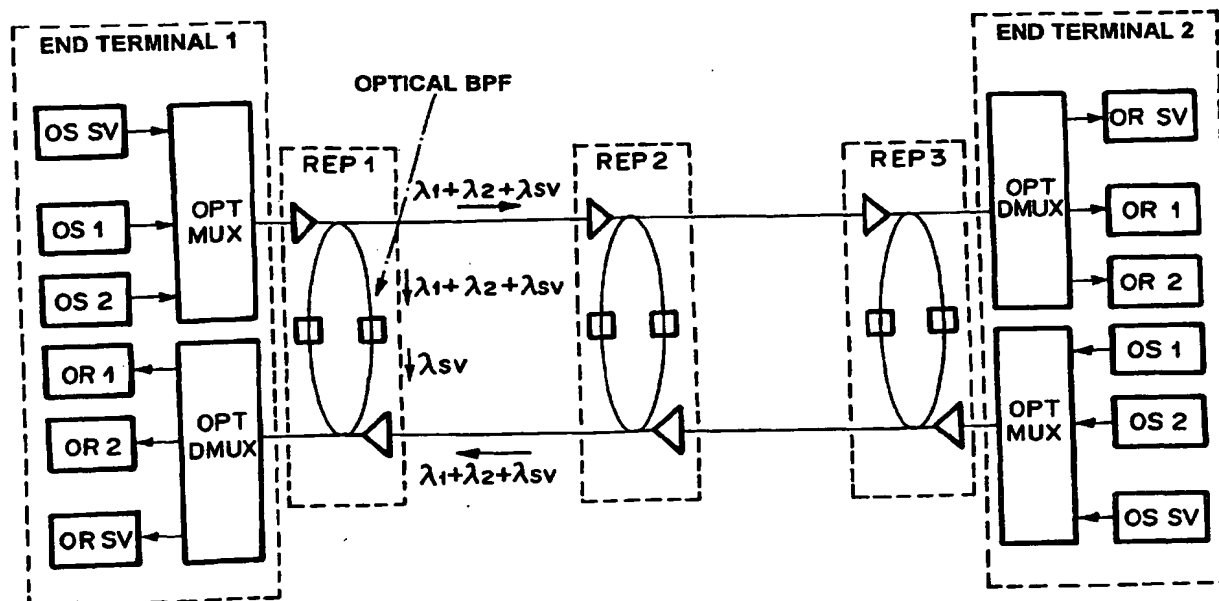 END TERMINAL 1
OS SV
OS 1
OS 2
OPT
MUX
OR 1
OR 2
OR SV
OPT
DMUX
OPTICAL BPF
REP 1
λ1+λ2+λSV
λ1+λ2+λSV
λSV
λ1+λ2+λSV
REP 2
REP 3
END TERMINAL 2
OPT
DMUX
OR SV
OR 1
OR 2
OPT
MUX
OS 1
OS 2
OS SV